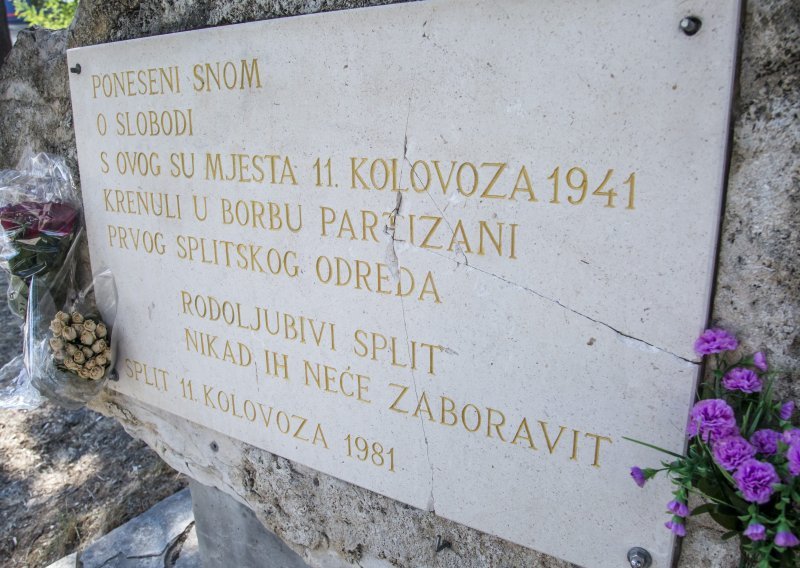 PONESENI SNOM
O SLOBODI
S OVOG SU MJESTA 11. KOLOVOZA 1941
KRENULI U BORBU PARTIZANI
PRVOG SPLITSKOG ODREDA
RODOLJUBIVI SPLIT
NIKAD IH NEĆE ZABORAVIT
SPLIT 11. KOLOVOZA 1981